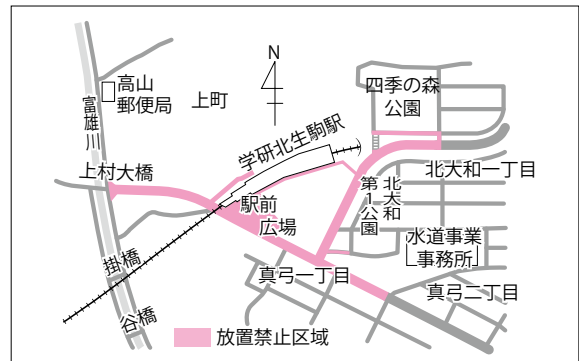 N
四季の森
公園
高山
郵便局
上町
富雄川
学研北生駒駅
上村大橋
北大和一丁目
北大和
第1公園
駅前
広場
水道事業
事務所
掛橋
真弓一丁目
真弓二丁目
谷橋
放置禁止区域